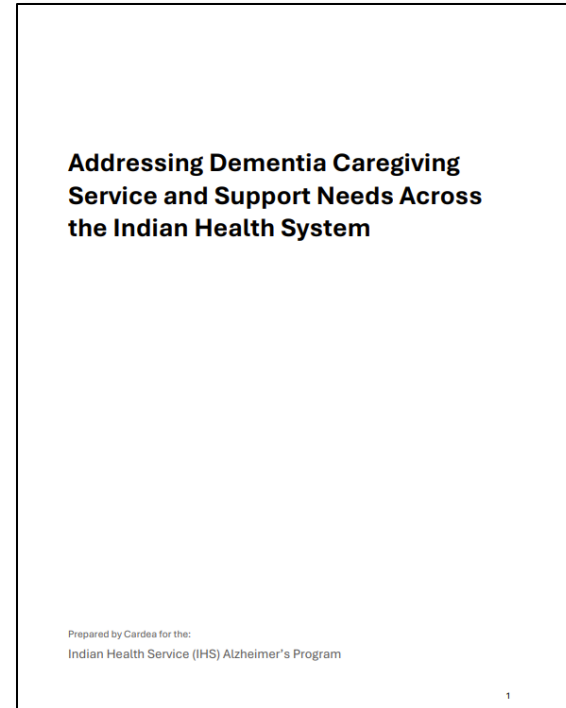 Addressing Dementia Caregiving
Service and Support Needs Across
the Indian Health System
Prepared by Cardea for the:
Indian Health Service (IHS) Alzheimer’s Program
1